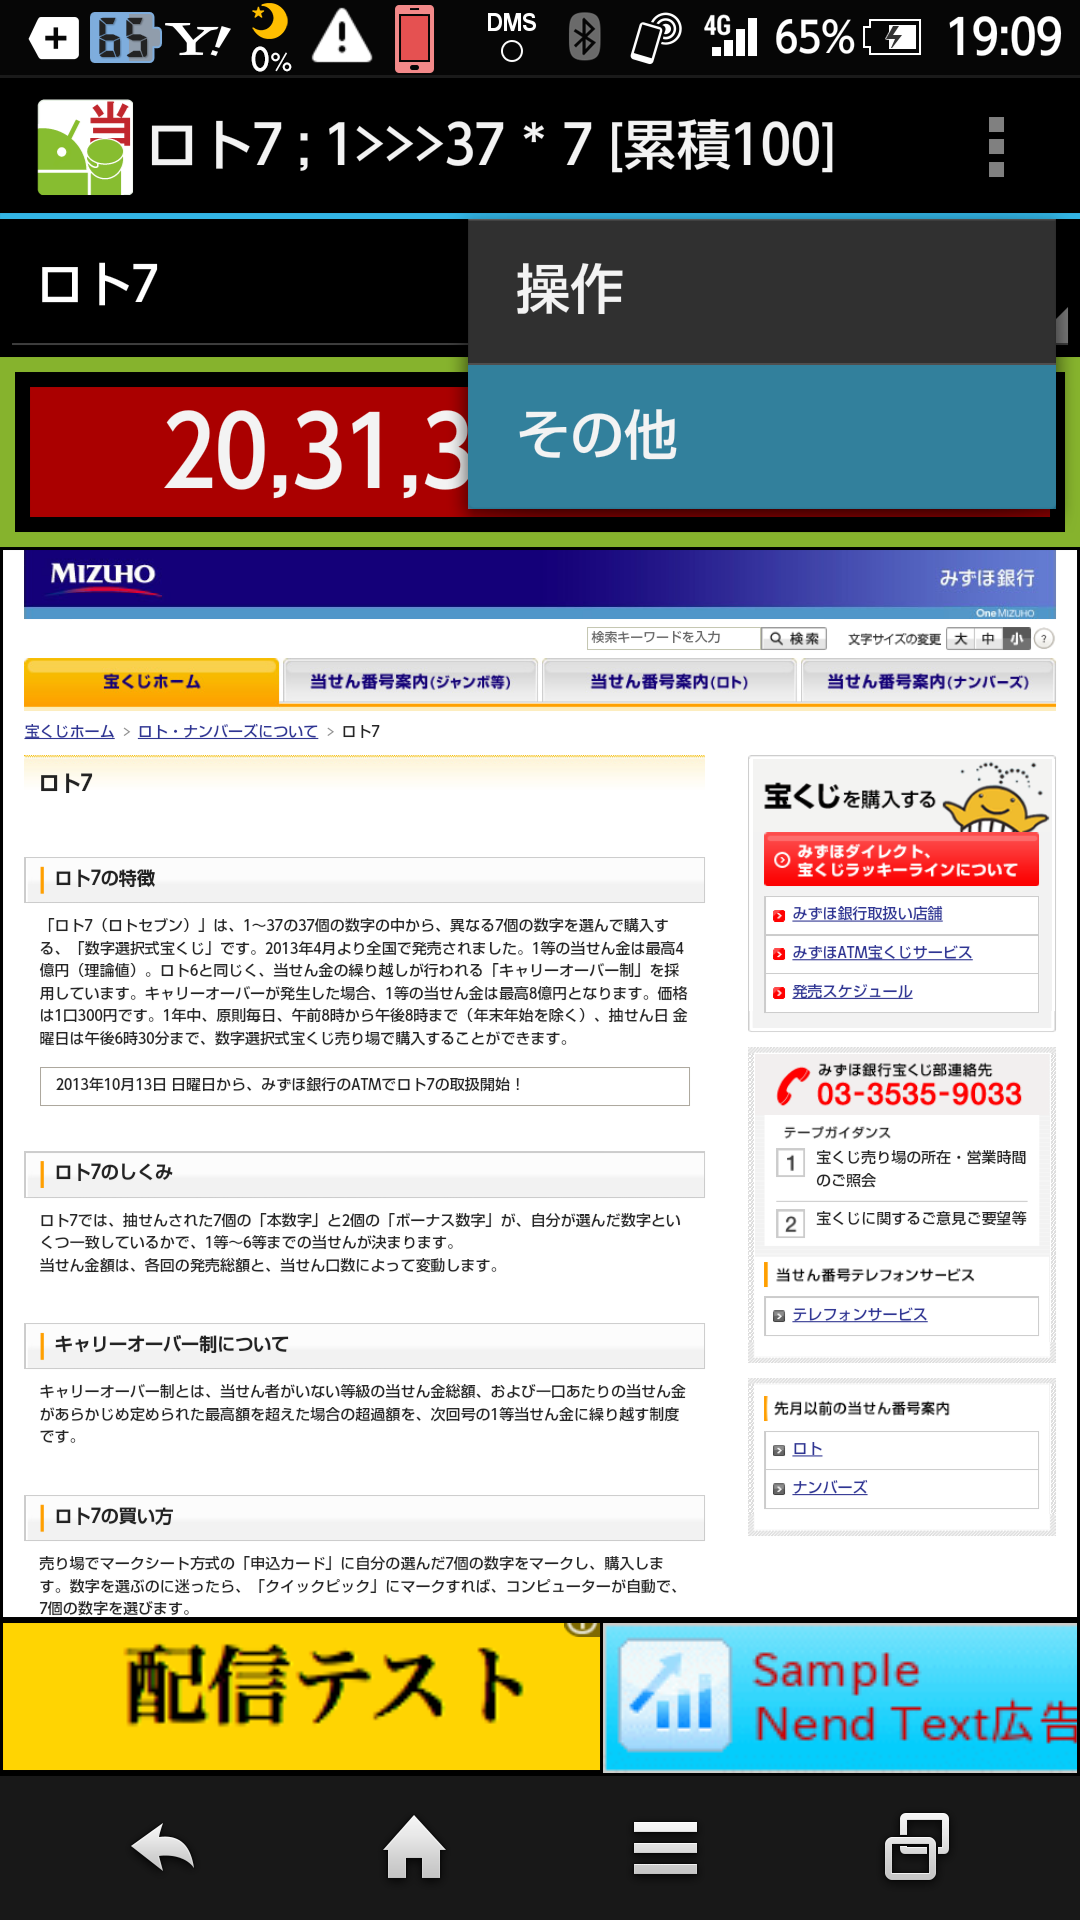 65 Y! 0% DMS 4G 65% 19:09
当 ロト7 ; 1>>>37 * 7 [累積100]
ロト7
操作
その他
20,31,3
MIZUHO
みずほ銀行
One MIZUHO
検索キーワードを入力 検索 文字サイズの変更 大 中 小 ?
宝くじホーム 当せん番号案内(ジャンボ等) 当せん番号案内(ロト) 当せん番号案内(ナンバーズ)
宝くじホーム > ロト・ナンバーズについて > ロト7
ロト7
ロト7の特徴
「ロト7（ロトセブン）」は、1～37の37個の数字の中から、異なる7個の数字を選んで購入す
る、「数字選択式宝くじ」です。2013年4月より全国で発売されました。1等の当せん金は最高4
億円（理論値）。ロト6と同じく、当せん金の繰り越しが行われる「キャリーオーバー制」を採
用しています。キャリーオーバーが発生した場合、1等の当せん金は最高8億円となります。価格
は1口300円です。1年中、原則毎日、午前8時から午後8時まで（年末年始を除く）、抽せん日 金
曜日は午後6時30分まで、数字選択式宝くじ売り場で購入することができます。
2013年10月13日 日曜日から、みずほ銀行のATMでロト7の取扱開始！
ロト7のしくみ
ロト7では、抽せんされた7個の「本数字」と2個の「ボーナス数字」が、自分が選んだ数字とい
くつ一致しているかで、1等～6等までの当せんが決まります。
当せん金額は、各回の発売総額と、当せん口数によって変動します。
キャリーオーバー制について
キャリーオーバー制とは、当せん者がいない等級の当せん金総額、および一口あたりの当せん金
があらかじめ定められた最高額を超えた場合の超過額を、次回号の1等当せん金に繰り越す制度
です。
ロト7の買い方
売り場でマークシート方式の「申込カード」に自分の選んだ7個の数字をマークし、購入しま
す。数字を選ぶのに迷ったら、「クイックピック」にマークすれば、コンピューターが自動で、
7個の数字を選びます。
宝くじを購入する
みずほダイレクト、
宝くじラッキーラインについて
みずほ銀行取扱い店舗
みずほATM宝くじサービス
発売スケジュール
みずほ銀行宝くじ部連絡先
03-3535-9033
テープガイダンス
1 宝くじ売り場の所在・営業時間
のご照会
2 宝くじに関するご意見ご要望等
当せん番号テレフォンサービス
テレフォンサービス
先月以前の当せん番号案内
ロト
ナンバーズ
配信テスト
Sample
Nend Text広告